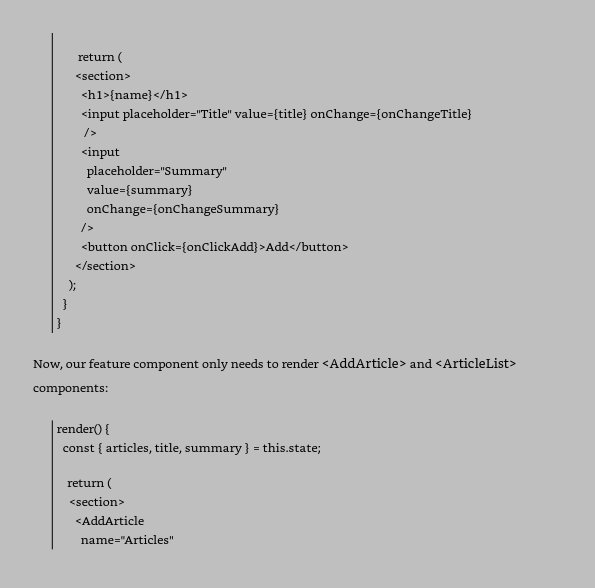 return (
<section>
<h1>{name}</h1>
<input placeholder="Title" value={title} onChange={onChangeTitle}
/>
<input
placeholder="Summary"
value={summary}
onChange={onChangeSummary}
/>
<button onClick={onClickAdd}>Add</button>
</section>
);
}
}
Now, our feature component only needs to render <AddArticle> and <ArticleList>
components:
render() {
const { articles, title, summary } = this.state;
return (
<section>
<AddArticle
name="Articles"